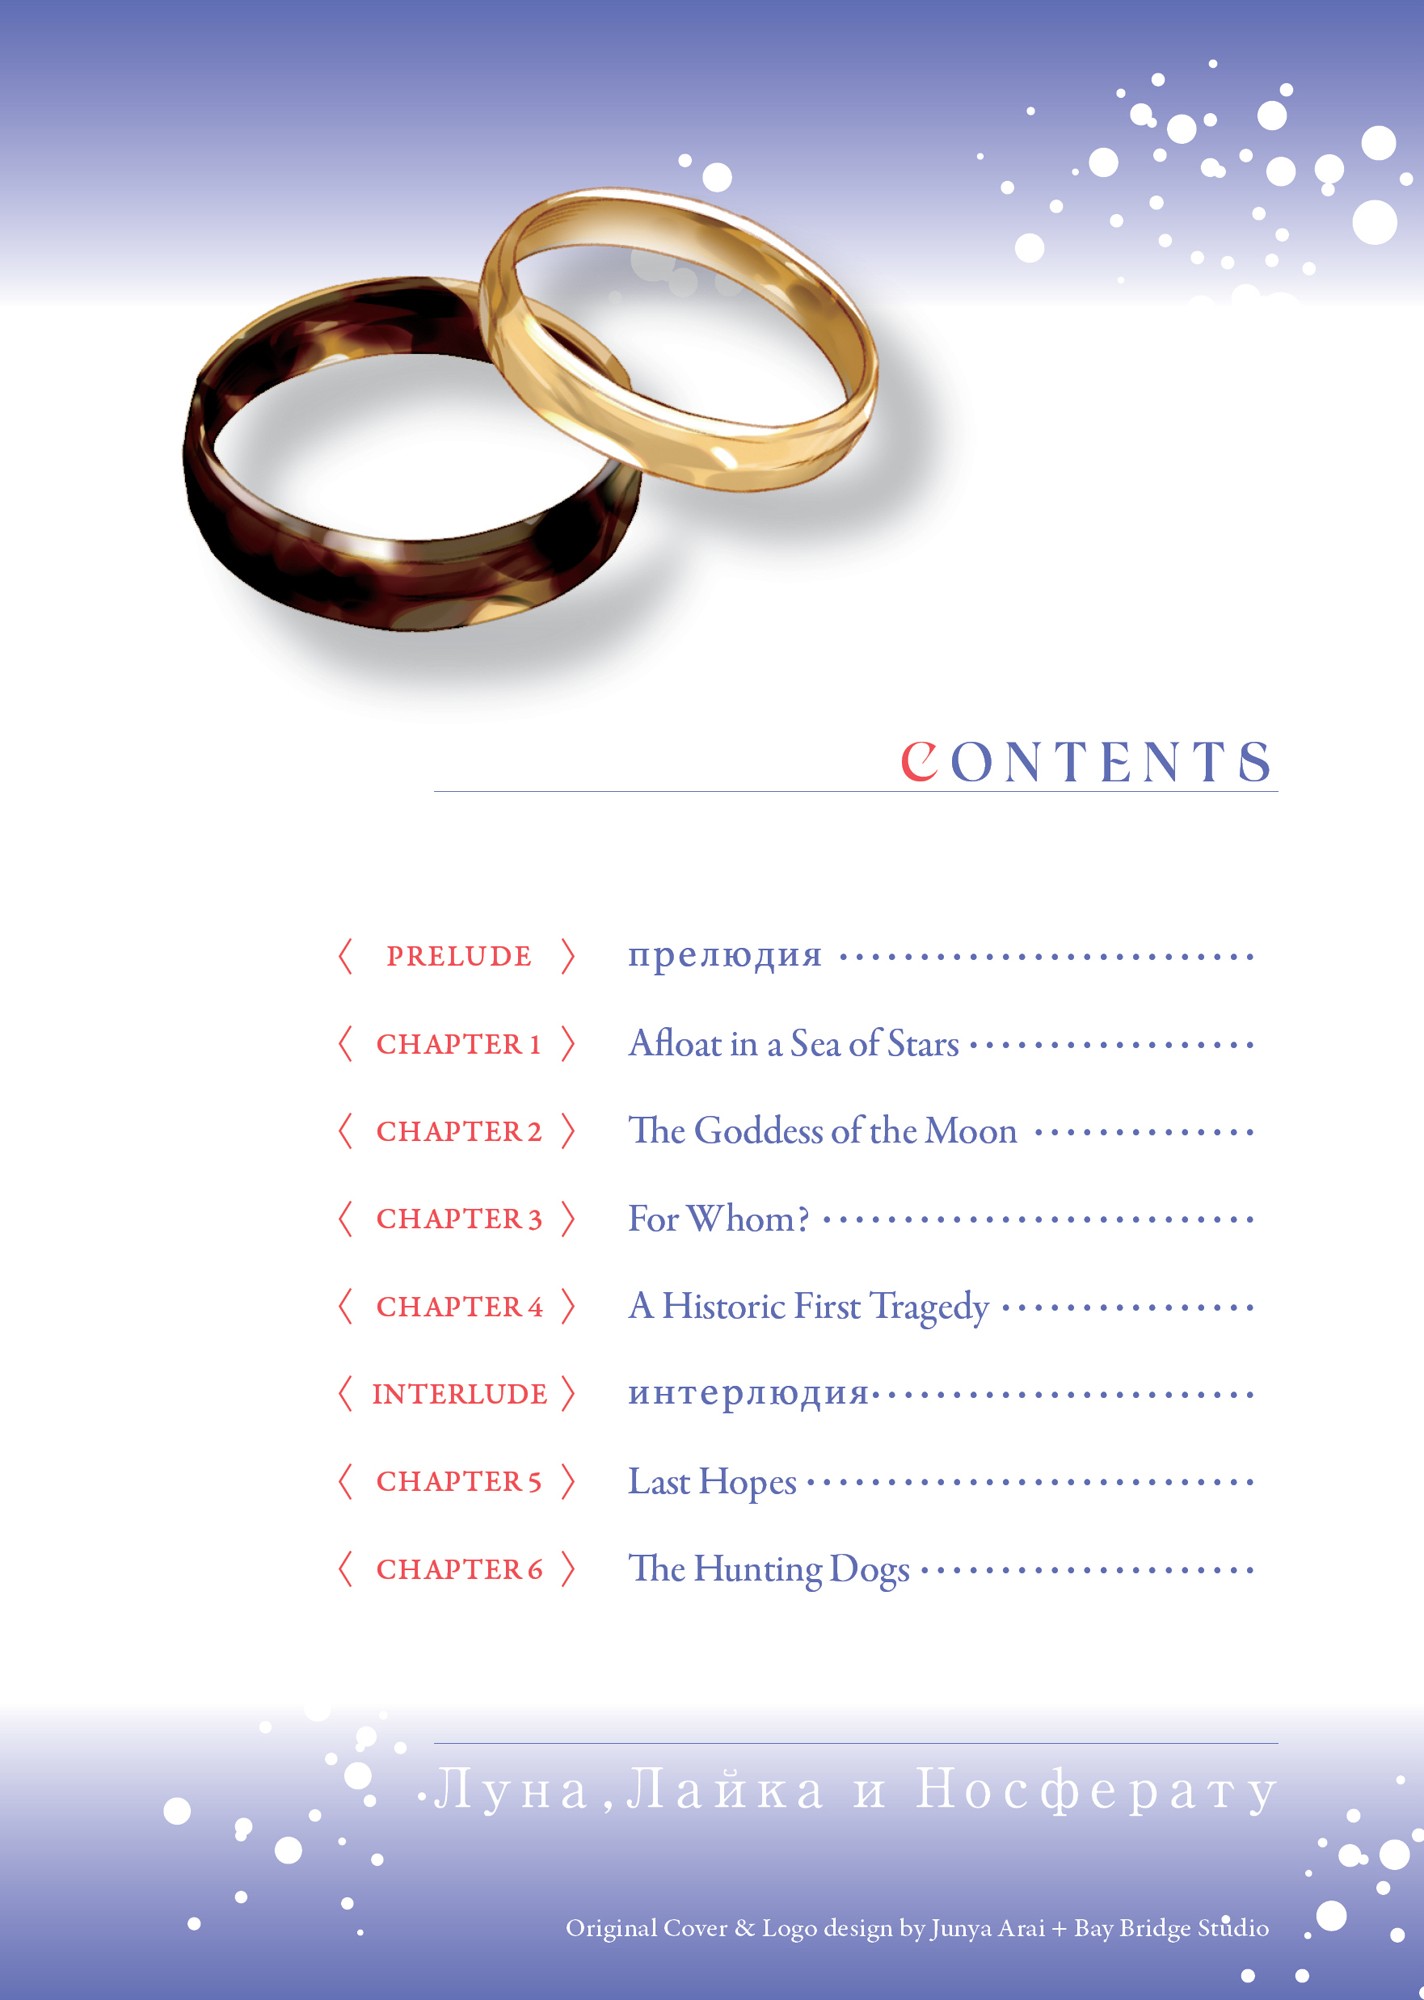 CONTENTS
〈 PRELUDE 〉 прелюдия ··························
〈 CHAPTER 1 〉 Afloat in a Sea of Stars ··················
〈 CHAPTER 2 〉 The Goddess of the Moon ··············
〈 CHAPTER 3 〉 For Whom? ···························
〈 CHAPTER 4 〉 A Historic First Tragedy ················
〈 INTERLUDE 〉 интерлюдия························
〈 CHAPTER 5 〉 Last Hopes ····························
〈 CHAPTER 6 〉 The Hunting Dogs ·····················
Луна,Лайка и Носферату
Original Cover & Logo design by Junya Arai + Bay Bridge Studio